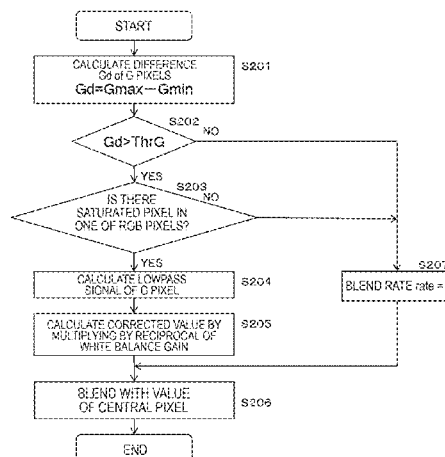 START
CALCULATE DIFFERENCE
Gd of G PIXELS
Gd=Gmax−Gmin
S201
S202
Gd>ThrG
NO
YES
S203
IS THERE
SATURATED PIXEL IN
ONE OF RGB PIXELS?
NO
YES
CALCULATE LOWPASS
SIGNAL OF G PIXEL
S204
S207
BLEND RATE rate =
CALCULATE CORRECTED VALUE BY
MULTIPLYING BY RECIPROCAL OF
WHITE BALANCE GAIN
S205
BLEND WITH VALUE
OF CENTRAL PIXEL
S206
END